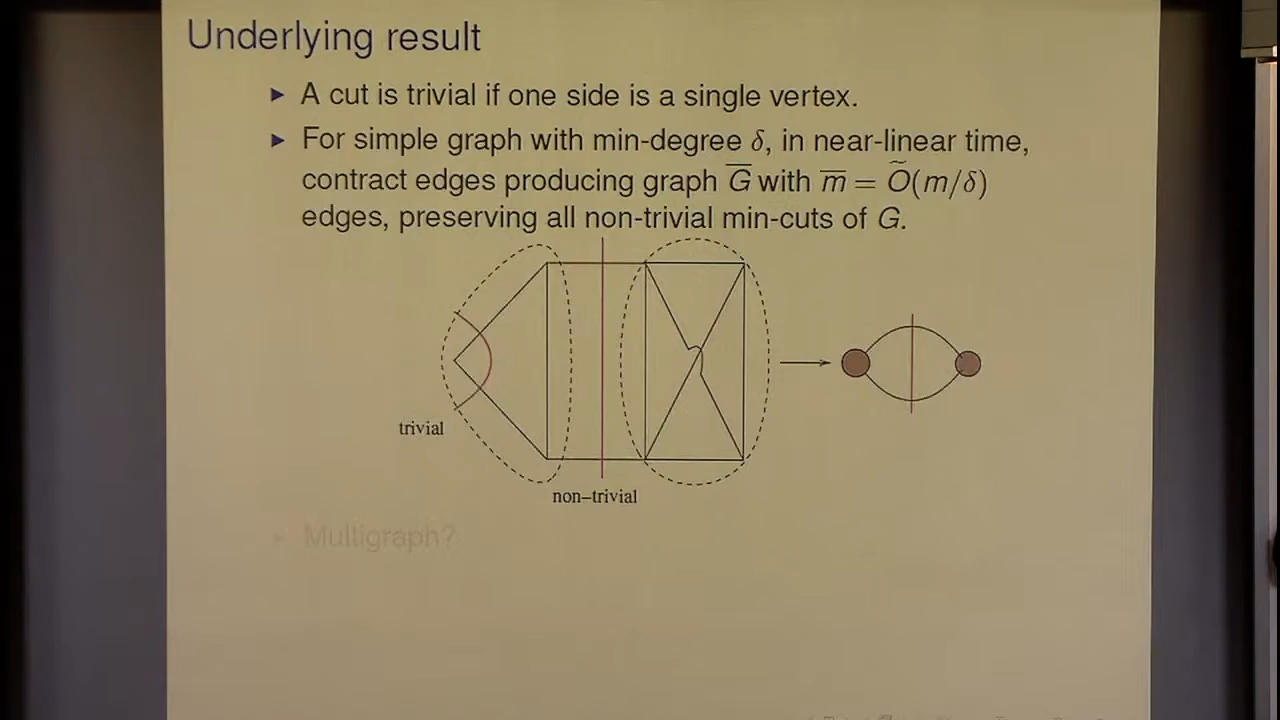 Underlying result
▸ A cut is trivial if one side is a single vertex.
▸ For simple graph with min-degree δ, in near-linear time,
contract edges producing graph G̅ with m̅ = Õ(m/δ)
edges, preserving all non-trivial min-cuts of G.
trivial
non–trivial
▸ Multigraph?